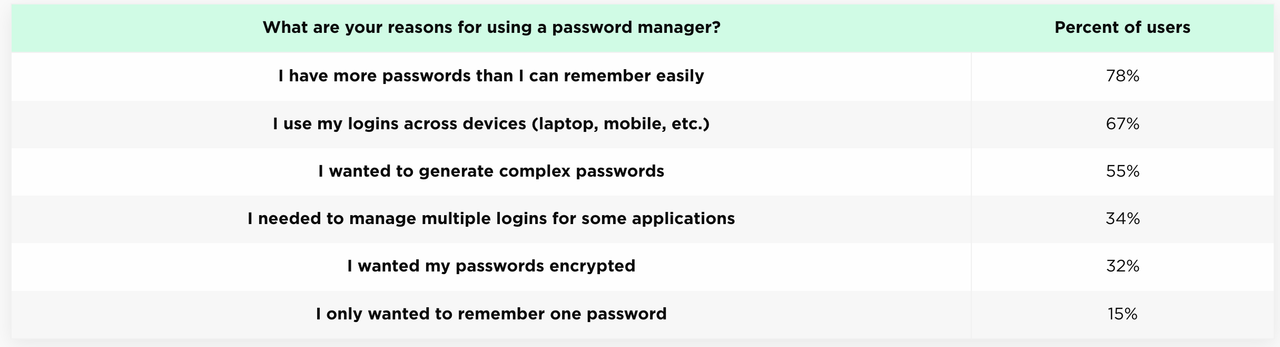 What are your reasons for using a password manager? Percent of users
I have more passwords than I can remember easily 78%
I use my logins across devices (laptop, mobile, etc.) 67%
I wanted to generate complex passwords 55%
I needed to manage multiple logins for some applications 34%
I wanted my passwords encrypted 32%
I only wanted to remember one password 15%